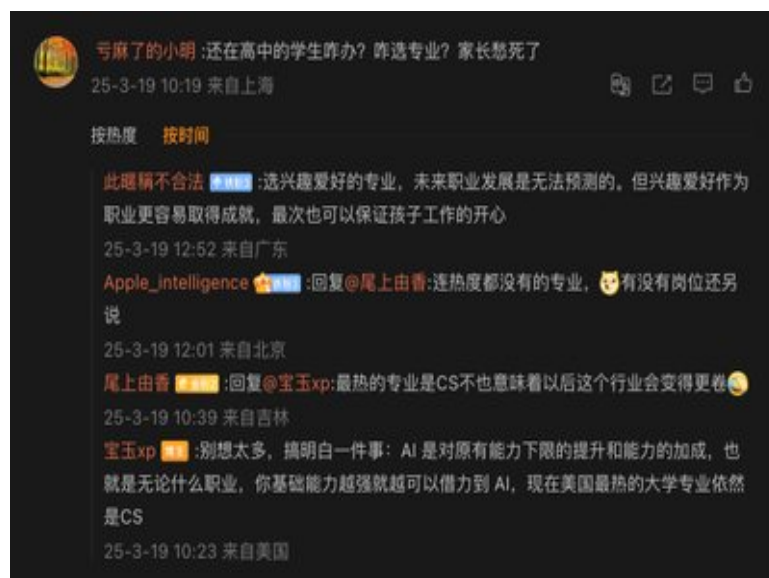 亏麻了的小明 :还在高中的学生咋办？咋选专业？家长愁死了
25-3-19 10:19 来自上海
按热度 按时间
此暱稱不合法 :选兴趣爱好的专业，未来职业发展是无法预测的。但兴趣爱好作为
职业更容易取得成就，最次也可以保证孩子工作的开心
25-3-19 12:52 来自广东
Apple_intelligence :回复@尾上由香:连热度都没有的专业，有没有岗位还另
说
25-3-19 12:01 来自北京
尾上由香 :回复@宝玉xp:最热的专业是CS不也意味着以后这个行业会变得更卷
25-3-19 10:39 来自吉林
宝玉xp 博主 :别想太多，搞明白一件事：AI 是对原有能力下限的提升和能力的加成，也
就是无论什么职业，你基础能力越强就越可以借力到 AI，现在美国最热的大学专业依然
是CS
25-3-19 10:23 来自美国